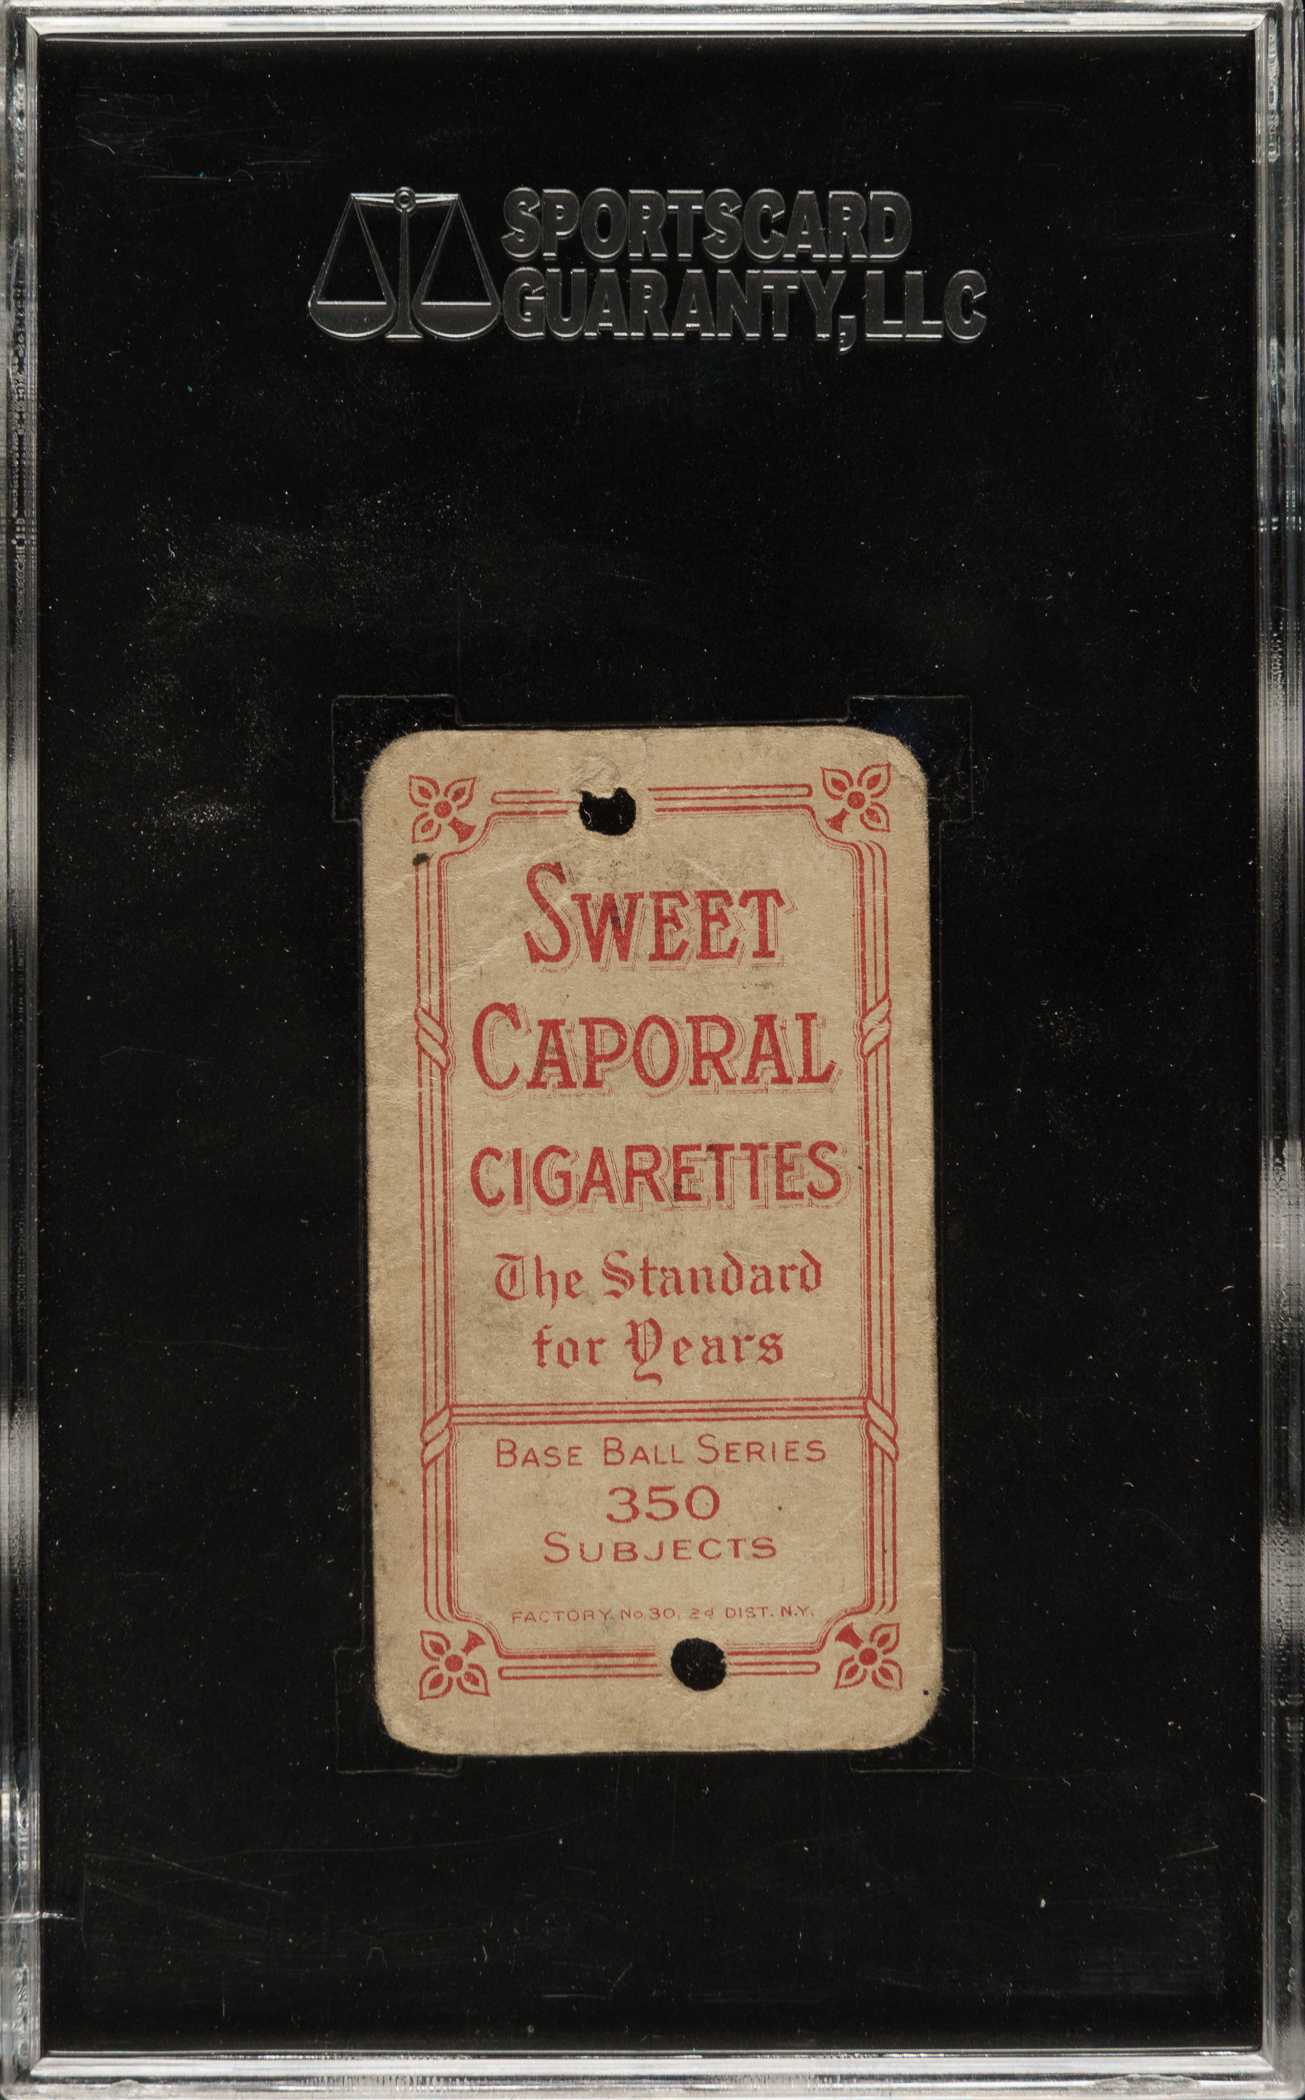 SPORTSCARD
GUARANTY, LLC
SWEET
CAPORAL
CIGARETTES
The Standard
for Years
BASE BALL SERIES
350
SUBJECTS
FACTORY No. 30, 2d DIST. N.Y.